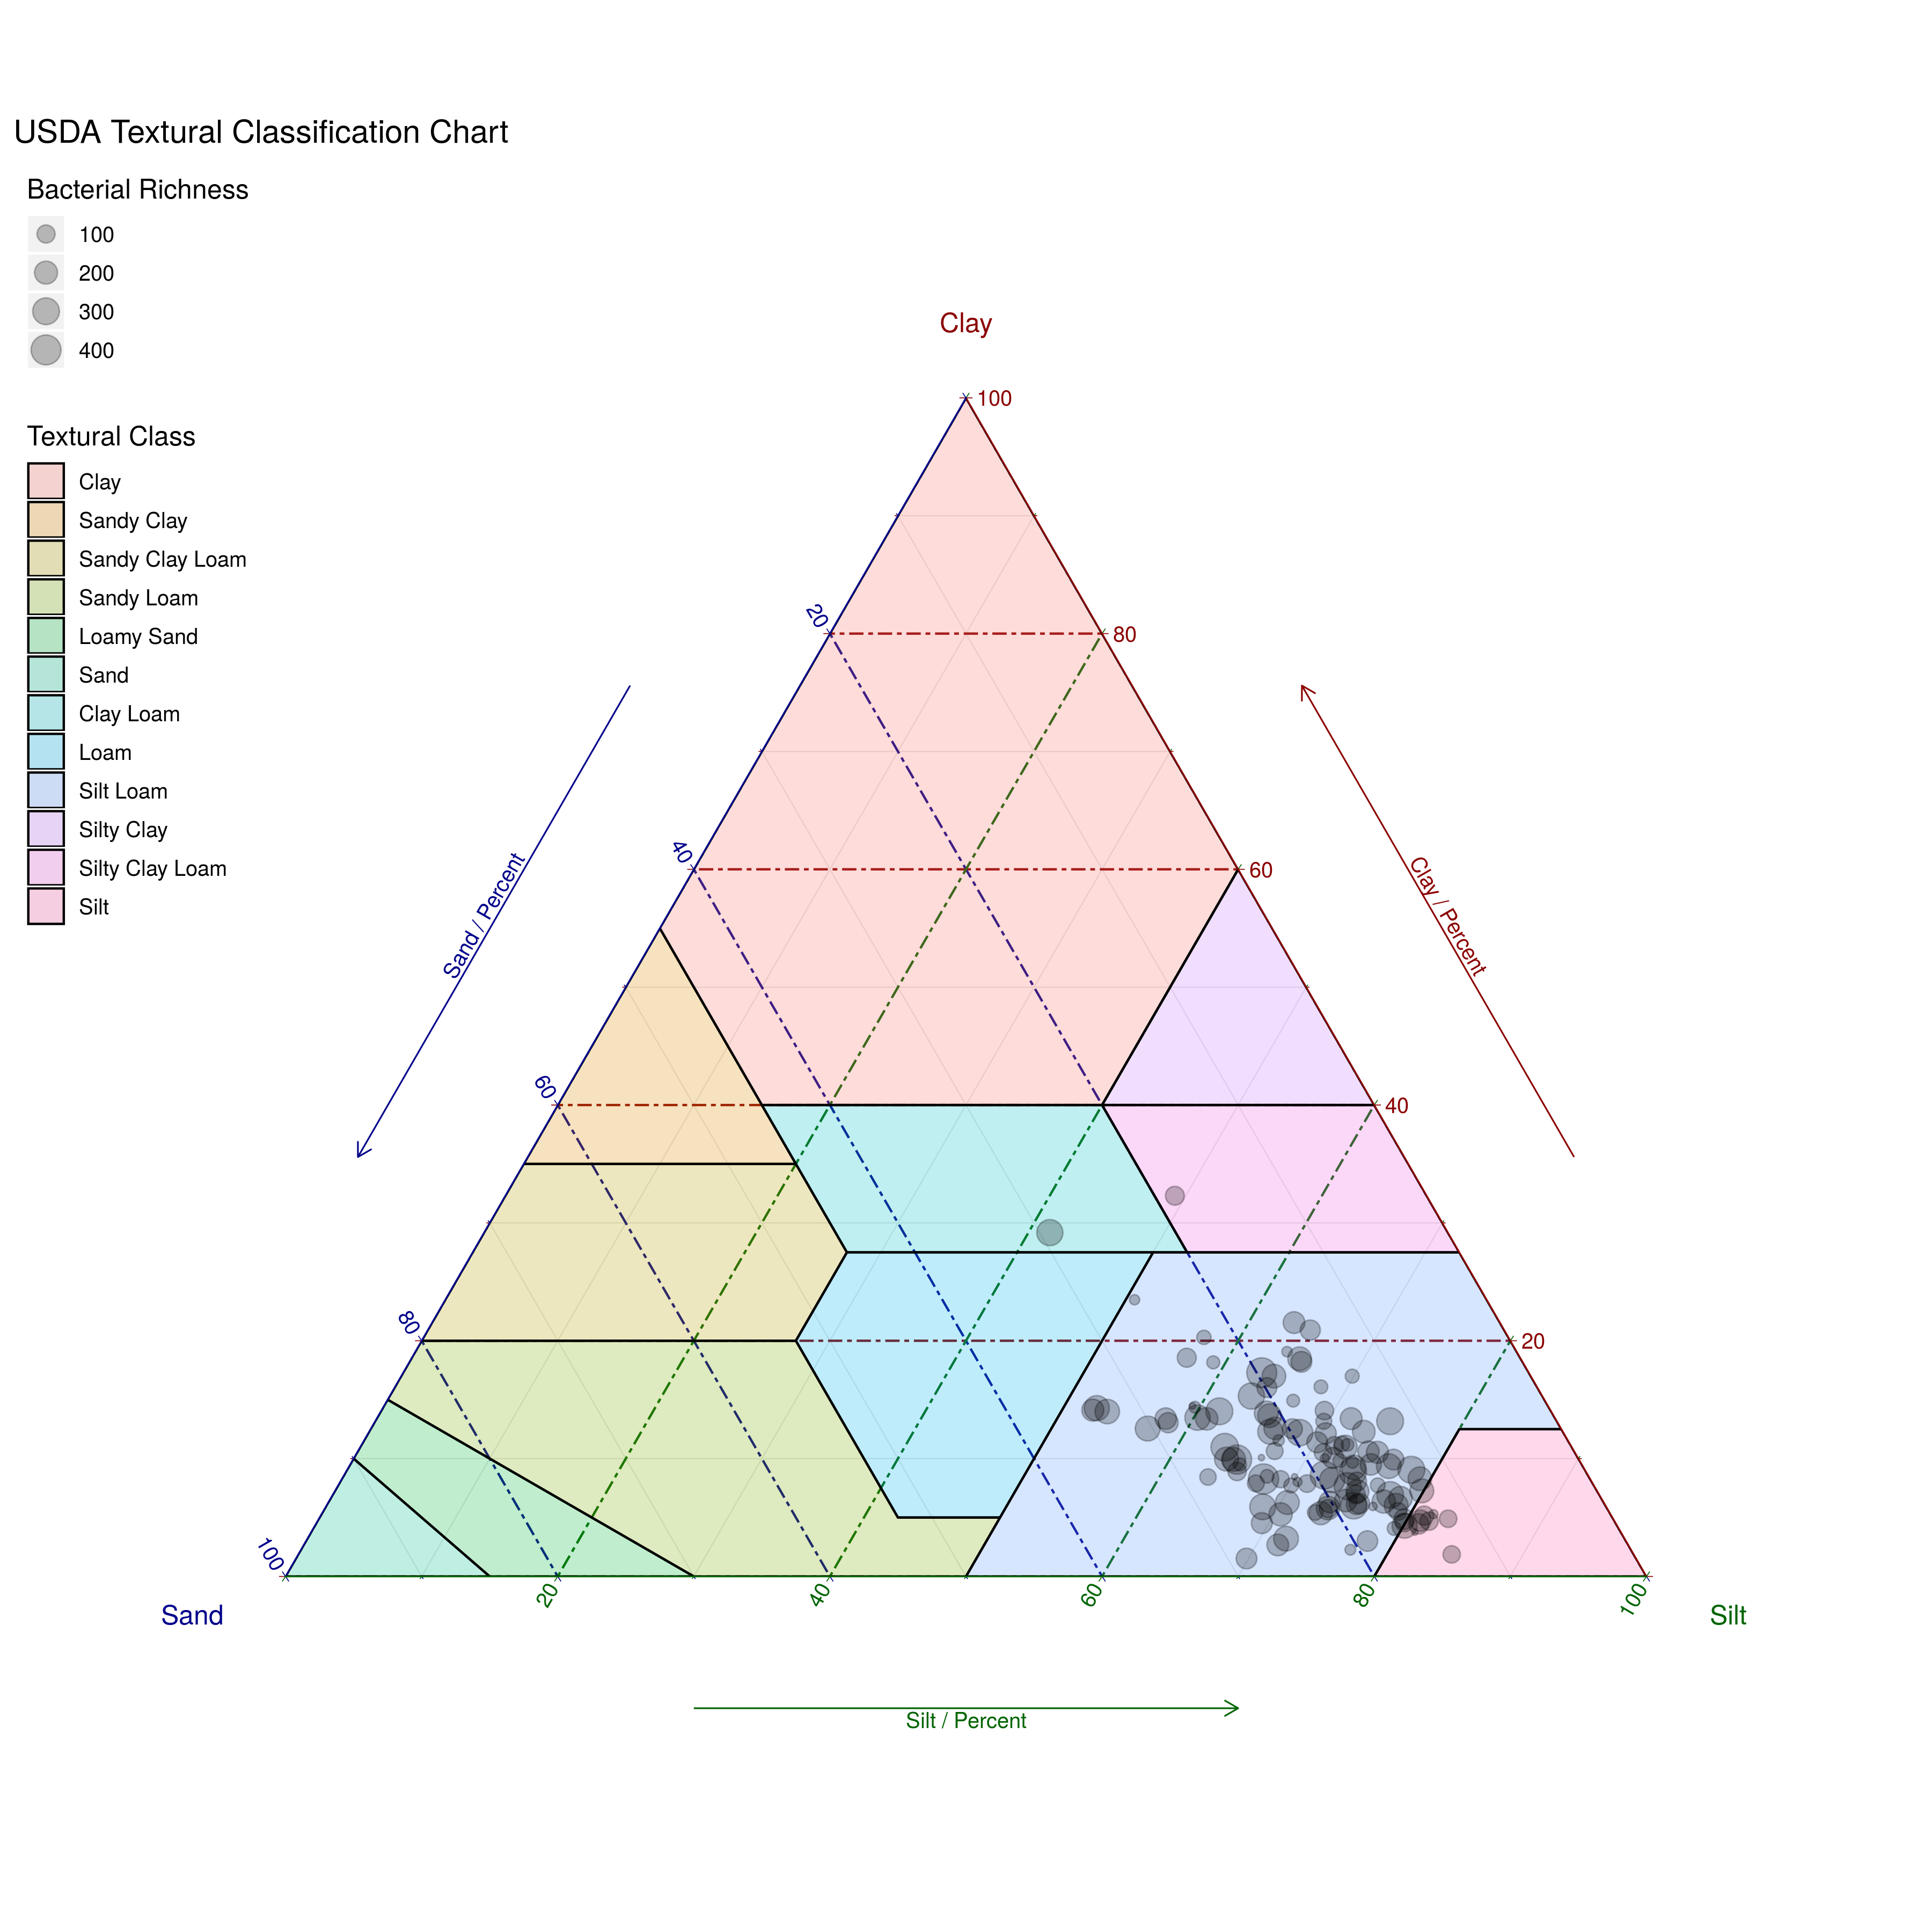 USDA Textural Classification Chart
Bacterial Richness
100
200
300
400
Textural Class
Clay
Sandy Clay
Sandy Clay Loam
Sandy Loam
Loamy Sand
Sand
Clay Loam
Loam
Silt Loam
Silty Clay
Silty Clay Loam
Silt
Clay
100
20
80
40
60
Sand / Percent
Clay / Percent
60
40
80
20
100
20
40
60
80
100
Sand
Silt
Silt / Percent